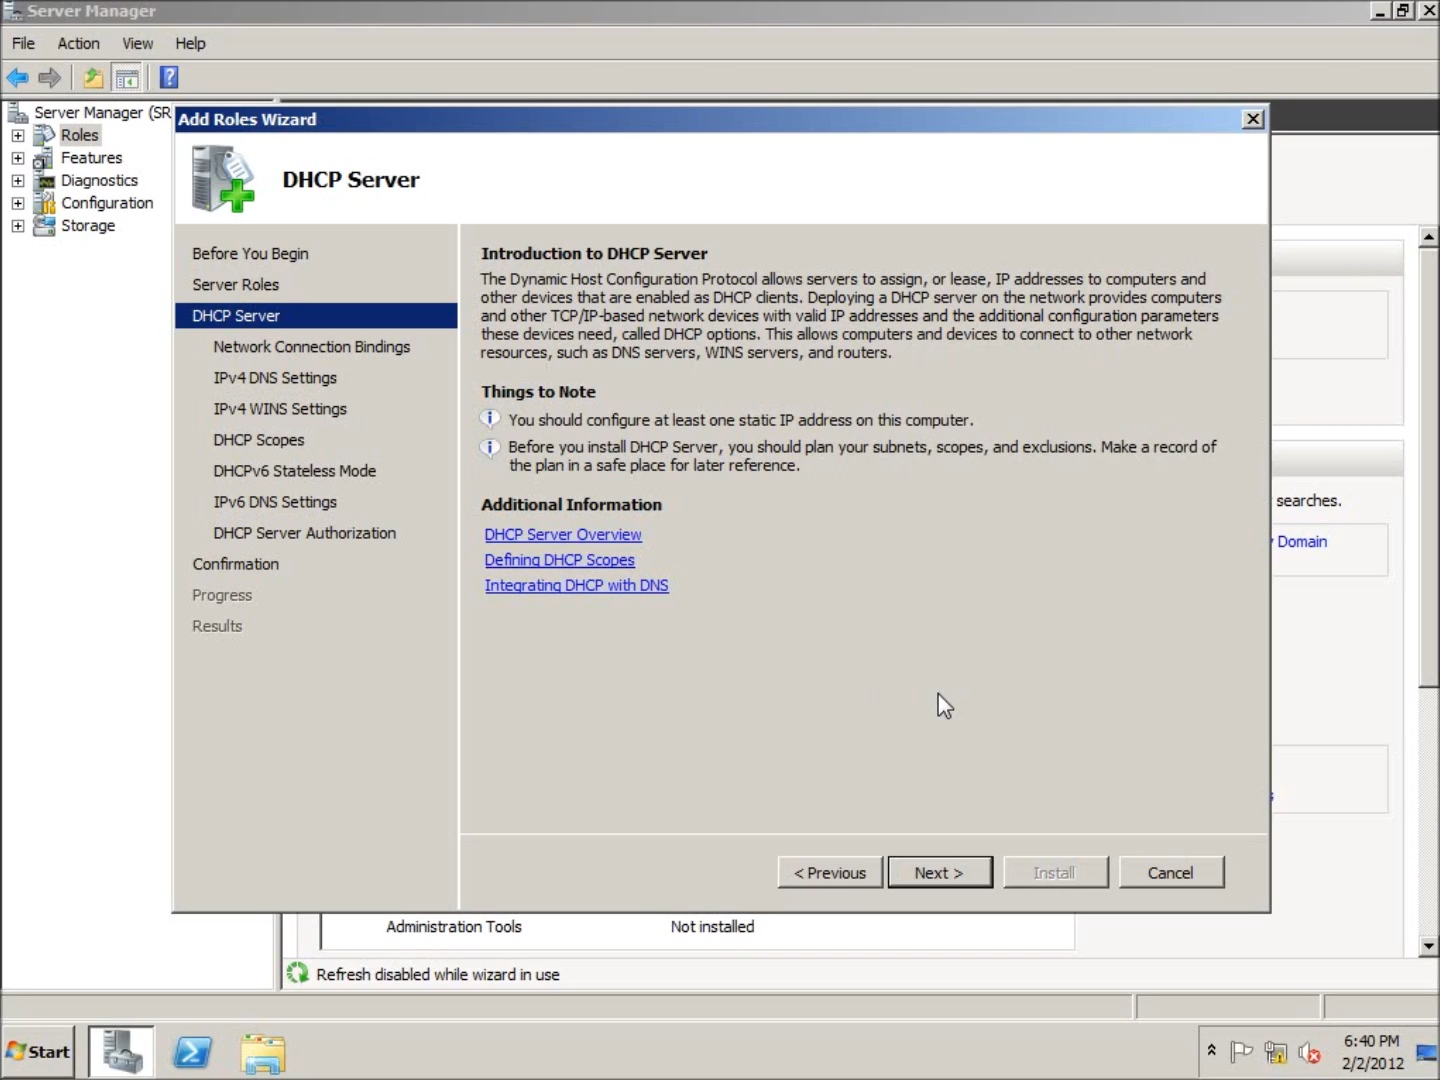 Server Manager
File Action View Help
Server Manager (SR
Roles
Features
Diagnostics
Configuration
Storage
Add Roles Wizard
DHCP Server
Before You Begin
Server Roles
DHCP Server
Network Connection Bindings
IPv4 DNS Settings
IPv4 WINS Settings
DHCP Scopes
DHCPv6 Stateless Mode
IPv6 DNS Settings
DHCP Server Authorization
Confirmation
Progress
Results
Introduction to DHCP Server
The Dynamic Host Configuration Protocol allows servers to assign, or lease, IP addresses to computers and
other devices that are enabled as DHCP clients. Deploying a DHCP server on the network provides computers
and other TCP/IP-based network devices with valid IP addresses and the additional configuration parameters
these devices need, called DHCP options. This allows computers and devices to connect to other network
resources, such as DNS servers, WINS servers, and routers.
Things to Note
You should configure at least one static IP address on this computer.
Before you install DHCP Server, you should plan your subnets, scopes, and exclusions. Make a record of
the plan in a safe place for later reference.
Additional Information
DHCP Server Overview
Defining DHCP Scopes
Integrating DHCP with DNS
searches.
Domain
< Previous Next > Install Cancel
Administration Tools Not installed
Refresh disabled while wizard in use
Start
6:40 PM
2/2/2012